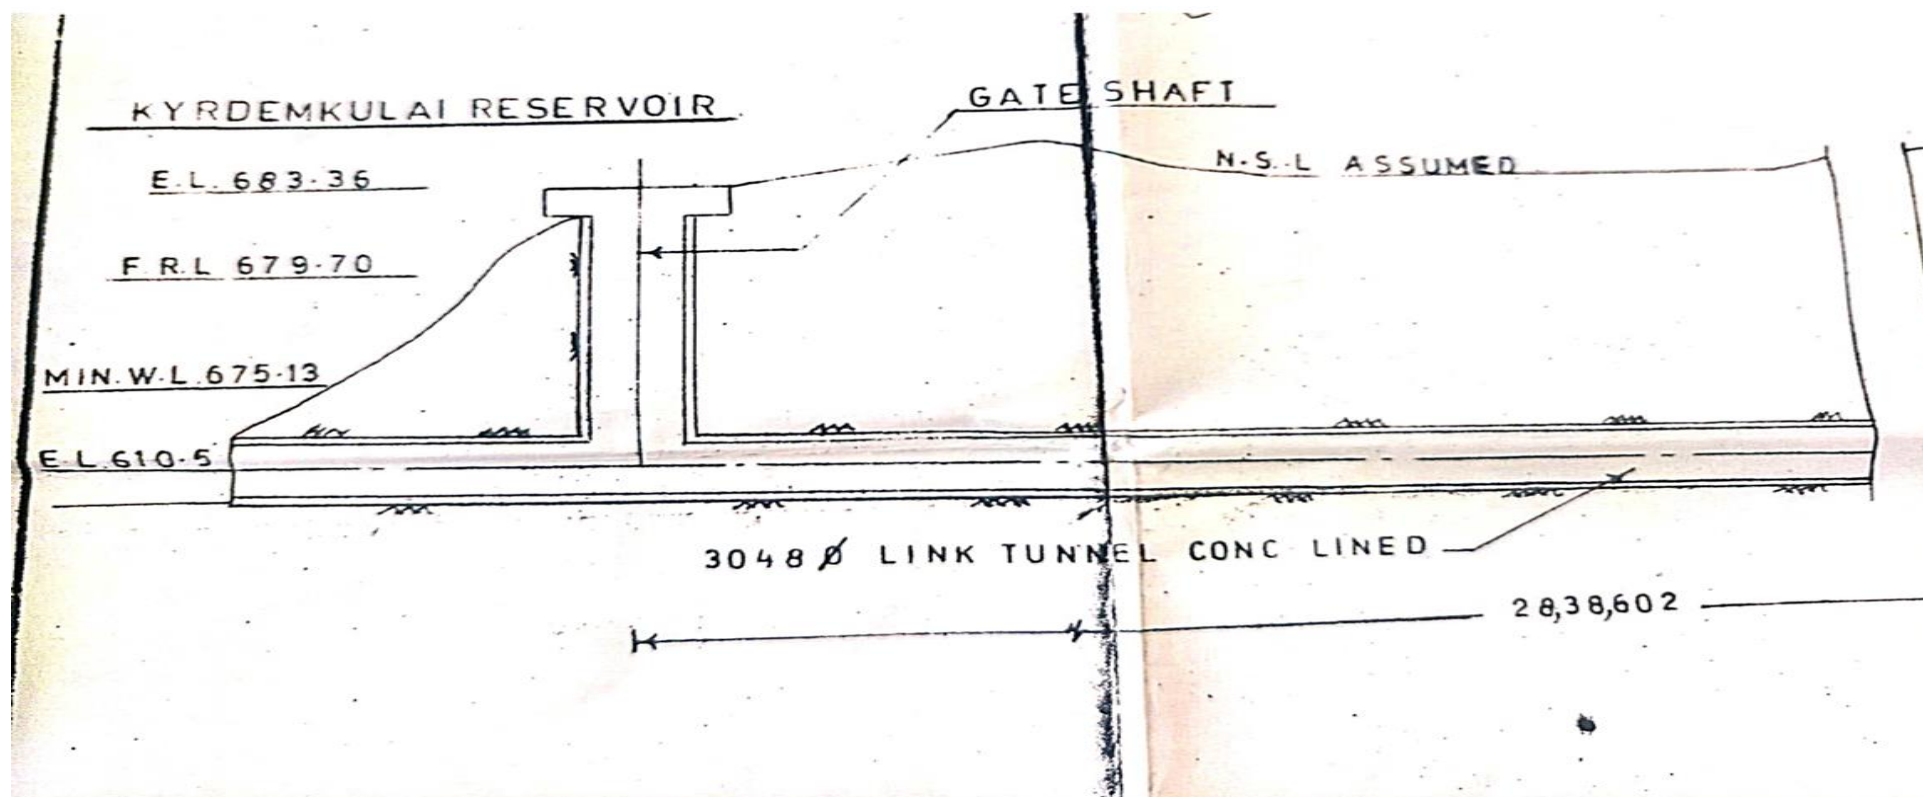 KYRDEMKULAI RESERVOIR
GATE SHAFT
E.L. 683.36
N.S.L ASSUMED
F.R.L 679.70
MIN.W.L.675.13
E.L.610.5
3048 Ø LINK TUNNEL CONC LINED
28,38,602